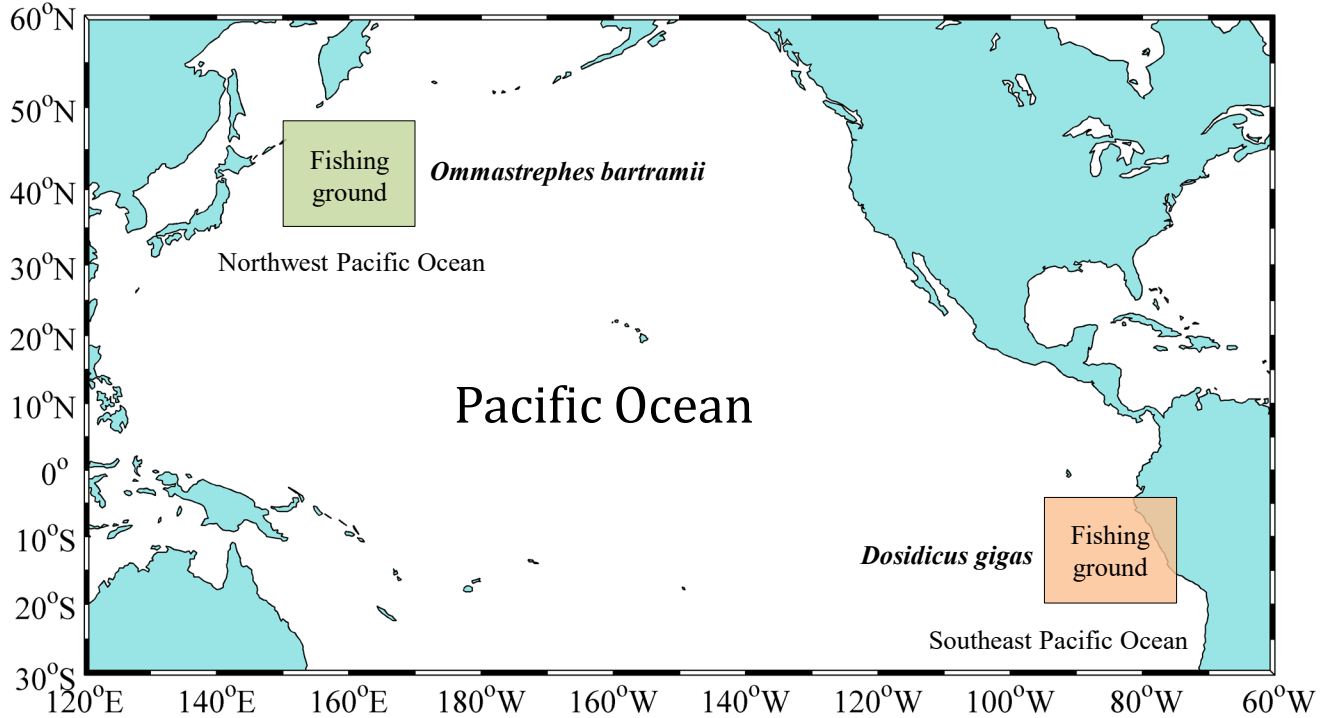 60°N
50°N
40°N
30°N
20°N
10°N
0°
10°S
20°S
30°S
Fishing
ground
Ommastrephes bartramii
Northwest Pacific Ocean
Pacific Ocean
Dosidicus gigas
Fishing
ground
Southeast Pacific Ocean
120°E 140°E 160°E 180°W 160°W 140°W 120°W 100°W 80°W 60°W